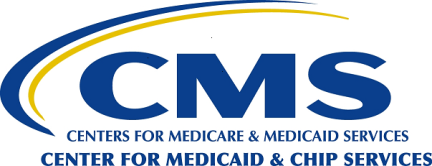 CMS
CENTERS FOR MEDICARE & MEDICAID SERVICES
CENTER FOR MEDICAID & CHIP SERVICES